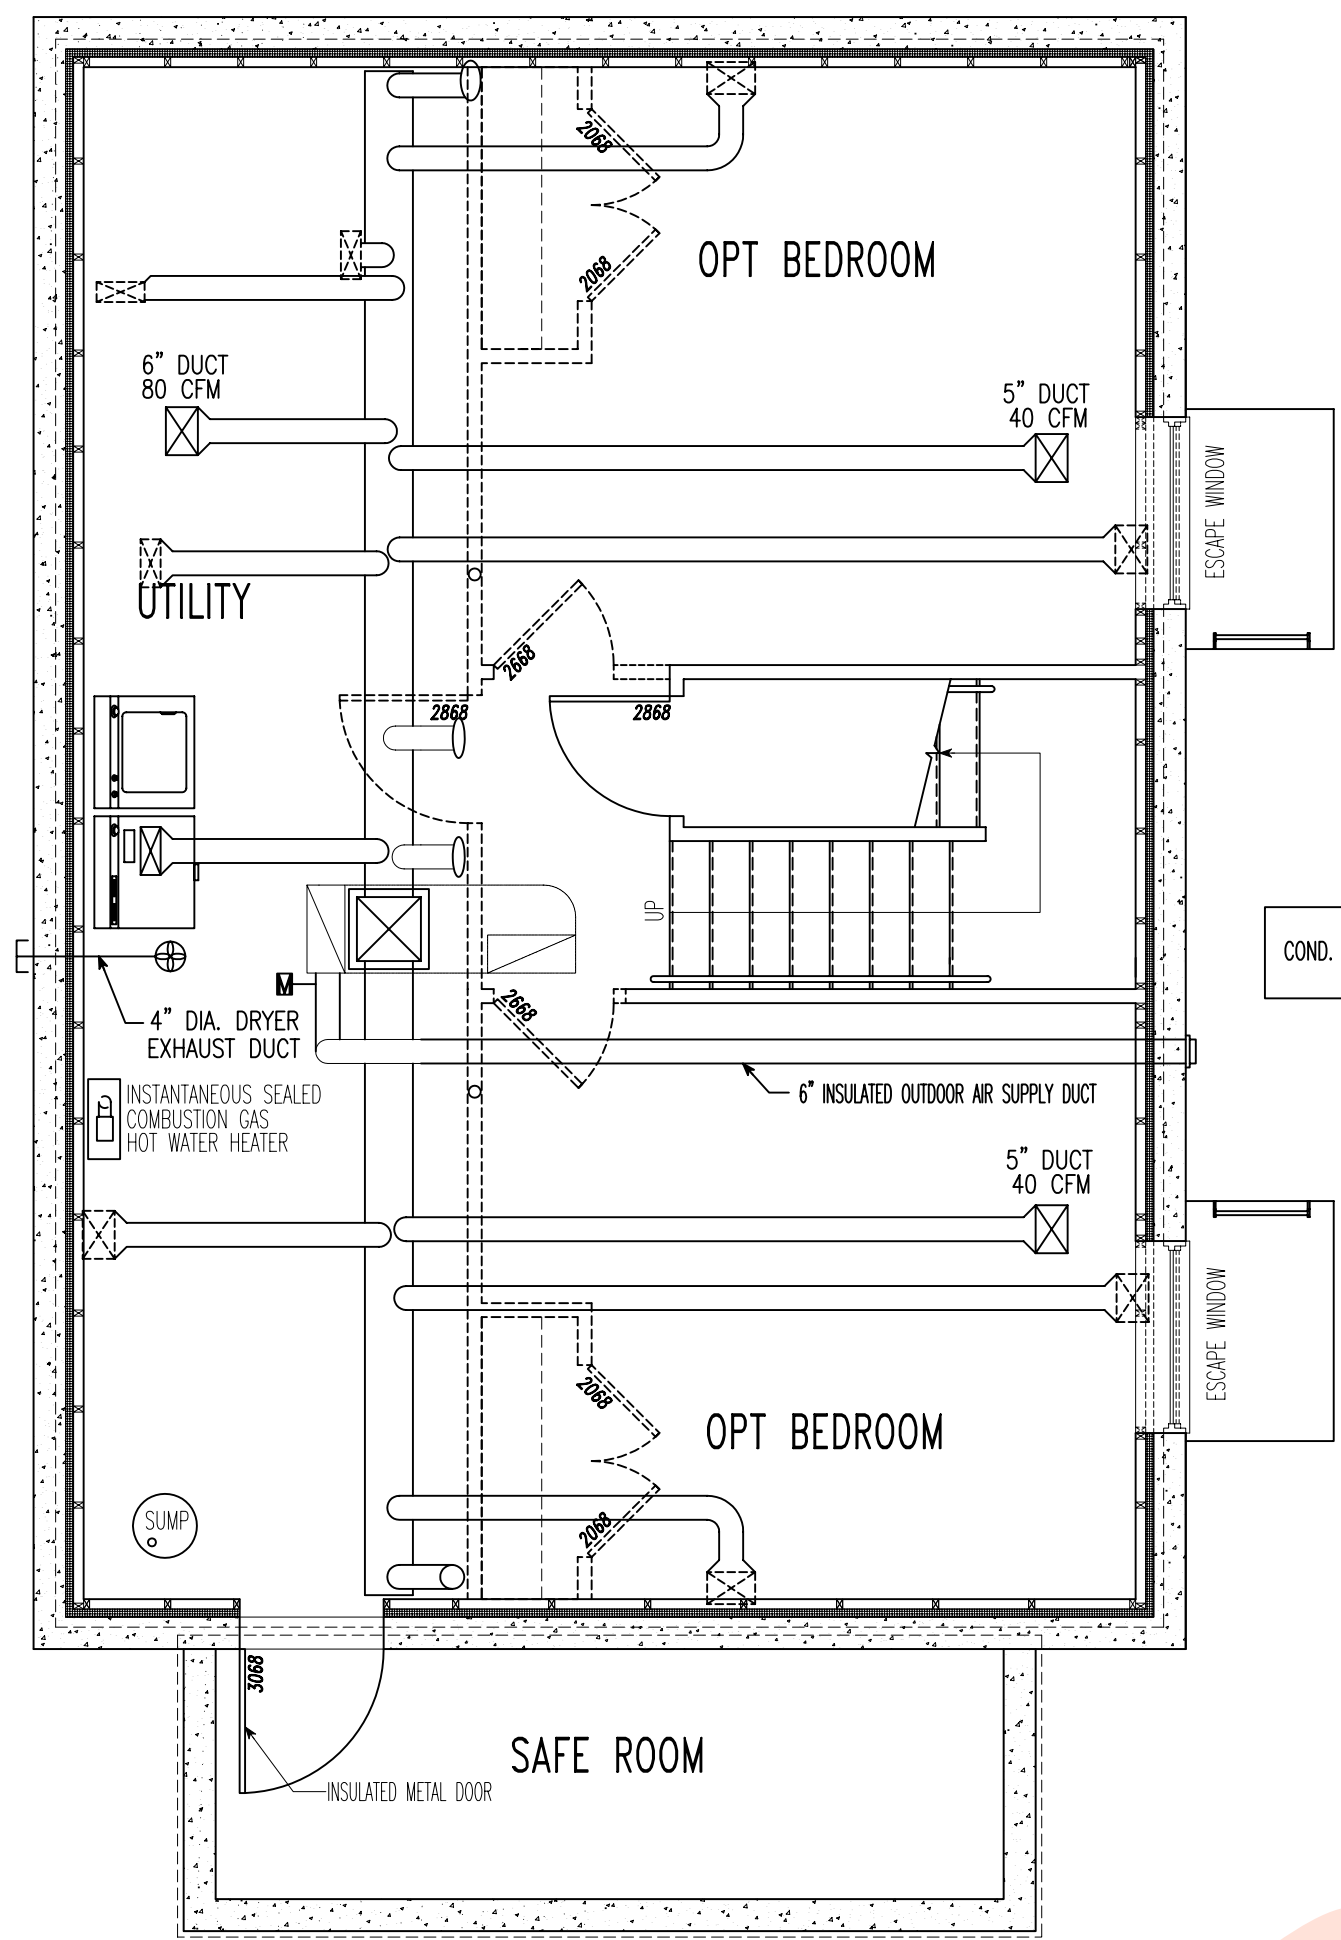 2068
OPT BEDROOM
2068
6" DUCT
80 CFM
5" DUCT
40 CFM
ESCAPE WINDOW
UTILITY
2668
2868
2868
UP
COND.
M
2668
4" DIA. DRYER
EXHAUST DUCT
6" INSULATED OUTDOOR AIR SUPPLY DUCT
INSTANTANEOUS SEALED
COMBUSTION GAS
HOT WATER HEATER
5" DUCT
40 CFM
ESCAPE WINDOW
2068
OPT BEDROOM
2068
SUMP
3068
SAFE ROOM
INSULATED METAL DOOR